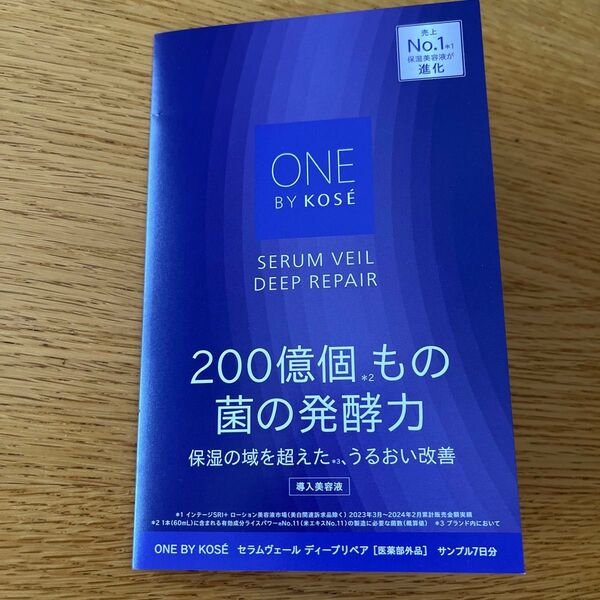 売上
No.1*1
保湿美容液が
進化
ONE
BY KOSÉ
SERUM VEIL
DEEP REPAIR
200億個*2もの
菌の発酵力
保湿の域を超えた*3、うるおい改善
導入美容液
*1 インテージSRI+ ローション美容液市場(美白関連訴求品除く) 2023年3月〜2024年2月累計販売金額実績
*2 1本(60mL)に含まれる有効成分ライスパワー®No.11(米エキスNo.11)の製造に必要な菌数(概算値) *3 ブランド内において
ONE BY KOSÉ セラムヴェール ディープリペア [医薬部外品] サンプル7日分